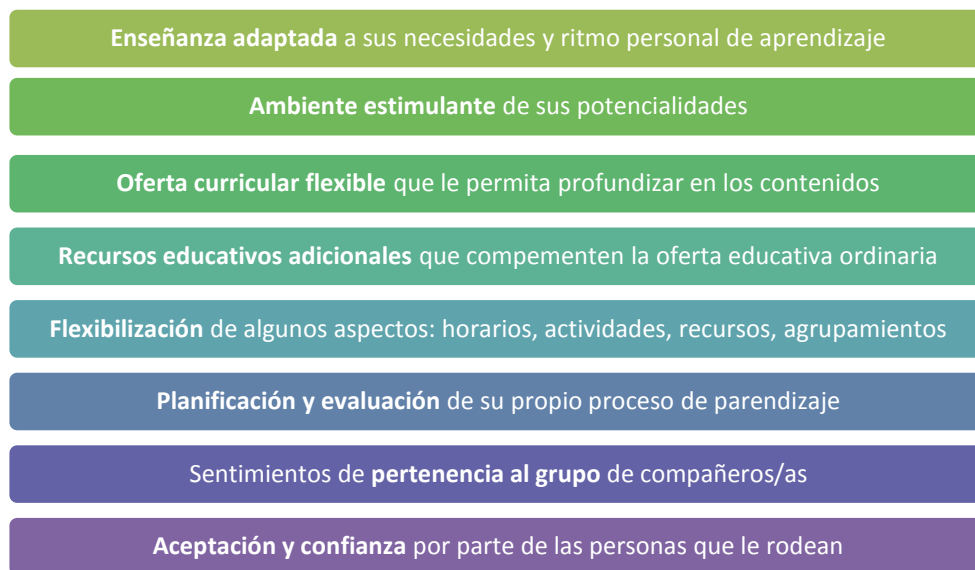 Enseñanza adaptada a sus necesidades y ritmo personal de aprendizaje
Ambiente estimulante de sus potencialidades
Oferta curricular flexible que le permita profundizar en los contenidos
Recursos educativos adicionales que compementen la oferta educativa ordinaria
Flexibilización de algunos aspectos: horarios, actividades, recursos, agrupamientos
Planificación y evaluación de su propio proceso de parendizaje
Sentimientos de pertenencia al grupo de compañeros/as
Aceptación y confianza por parte de las personas que le rodean